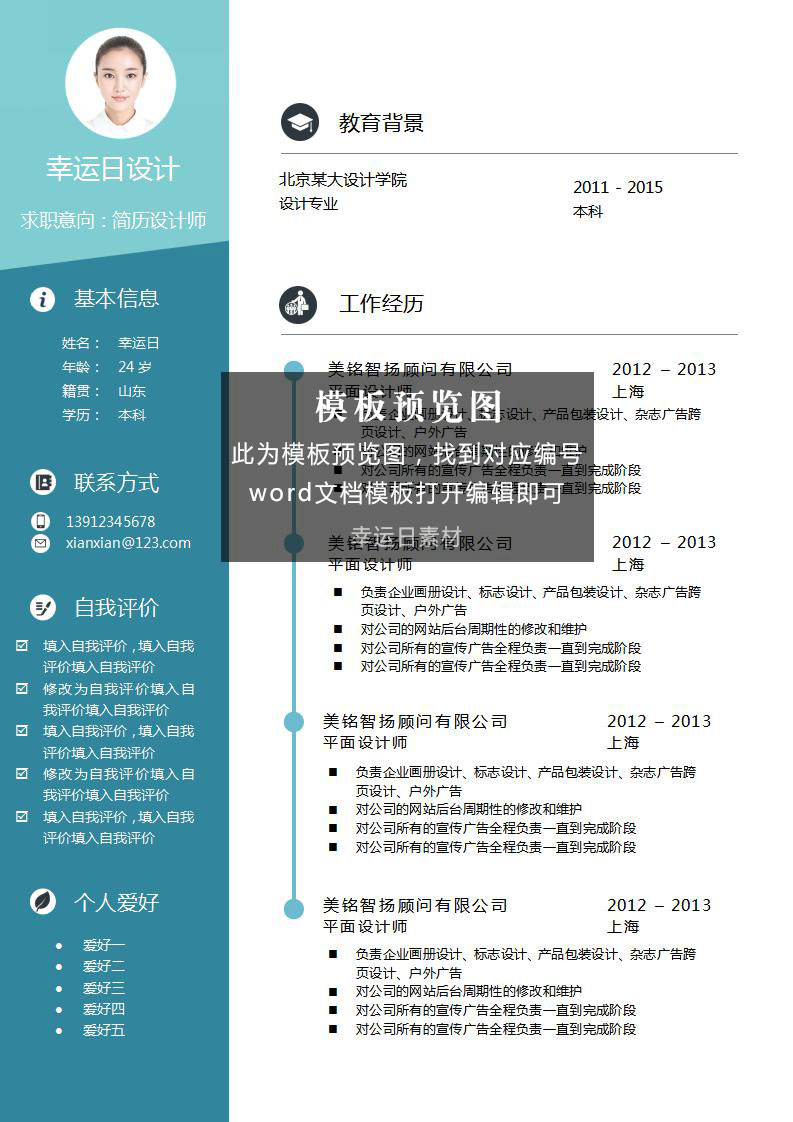 幸运日设计
求职意向：简历设计师
基本信息
姓名： 幸运日
年龄： 24 岁
籍贯： 山东
学历： 本科
联系方式
13912345678
xianxian@123.com
自我评价
填入自我评价，填入自我
评价填入自我评价
修改为自我评价填入自
我评价填入自我评价
填入自我评价，填入自我
评价填入自我评价
修改为自我评价填入自
我评价填入自我评价
填入自我评价，填入自我
评价填入自我评价
个人爱好
爱好一
爱好二
爱好三
爱好四
爱好五
教育背景
北京某大设计学院
设计专业
2011 - 2015
本科
工作经历
美铭智扬顾问有限公司 2012 – 2013
平面设计师 上海
企业画册设计、标志设计、产品包装设计、杂志广告跨
页设计、户外广告
对公司所有的宣传广告全程负责一直到完成阶段
对公司所有的宣传广告全程负责一直到完成阶段
模板预览图
此为模板预览图，找到对应编号
word文档模板打开编辑即可
幸运日素材
美铭智扬顾问有限公司 2012 – 2013
平面设计师 上海
负责企业画册设计、标志设计、产品包装设计、杂志广告跨
页设计、户外广告
对公司的网站后台周期性的修改和维护
对公司所有的宣传广告全程负责一直到完成阶段
对公司所有的宣传广告全程负责一直到完成阶段
美铭智扬顾问有限公司 2012 – 2013
平面设计师 上海
负责企业画册设计、标志设计、产品包装设计、杂志广告跨
页设计、户外广告
对公司的网站后台周期性的修改和维护
对公司所有的宣传广告全程负责一直到完成阶段
对公司所有的宣传广告全程负责一直到完成阶段
美铭智扬顾问有限公司 2012 – 2013
平面设计师 上海
负责企业画册设计、标志设计、产品包装设计、杂志广告跨
页设计、户外广告
对公司的网站后台周期性的修改和维护
对公司所有的宣传广告全程负责一直到完成阶段
对公司所有的宣传广告全程负责一直到完成阶段